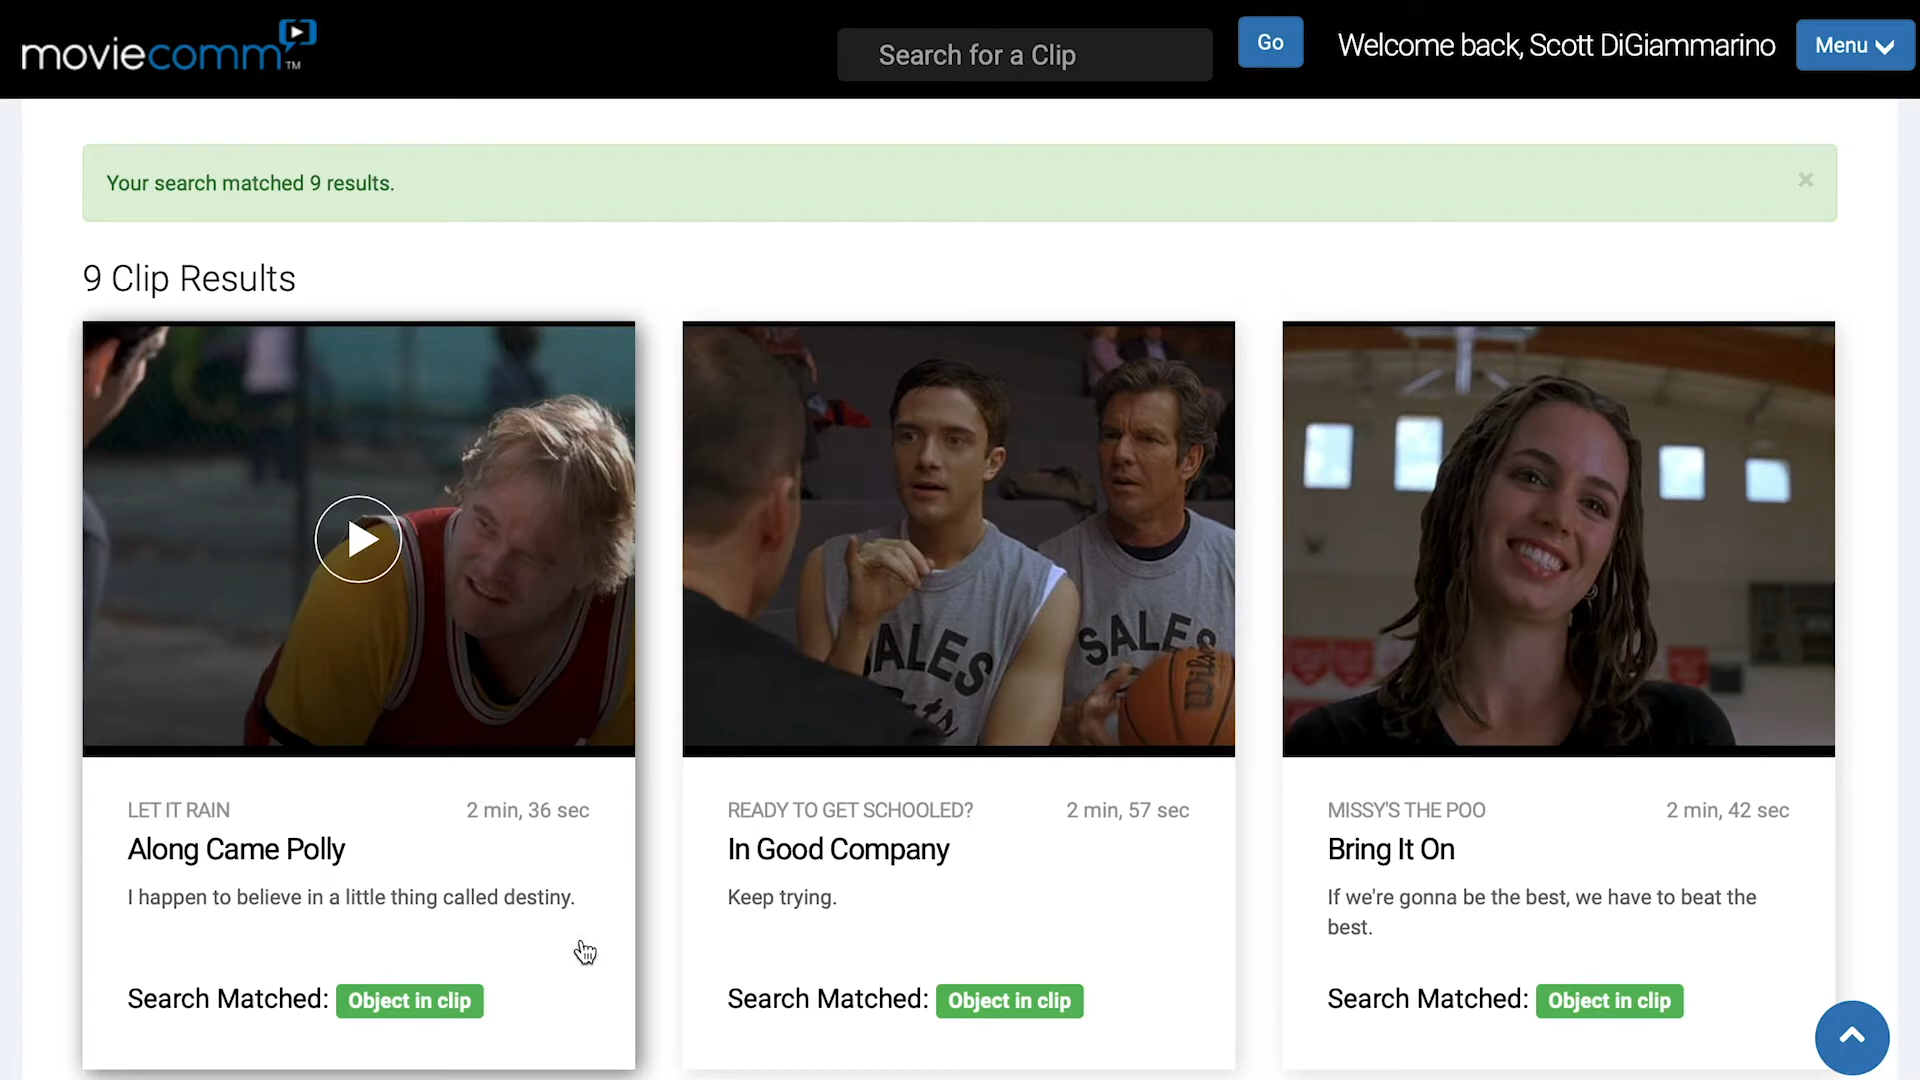 moviecomm™
Search for a Clip
Go
Welcome back, Scott DiGiammarino
Menu
Your search matched 9 results.
×
9 Clip Results
ALES
SALES
Wilson
LET IT RAIN
2 min, 36 sec
Along Came Polly
I happen to believe in a little thing called destiny.
Search Matched: Object in clip
READY TO GET SCHOOLED?
2 min, 57 sec
In Good Company
Keep trying.
Search Matched: Object in clip
MISSY'S THE POO
2 min, 42 sec
Bring It On
If we're gonna be the best, we have to beat the
best.
Search Matched: Object in clip